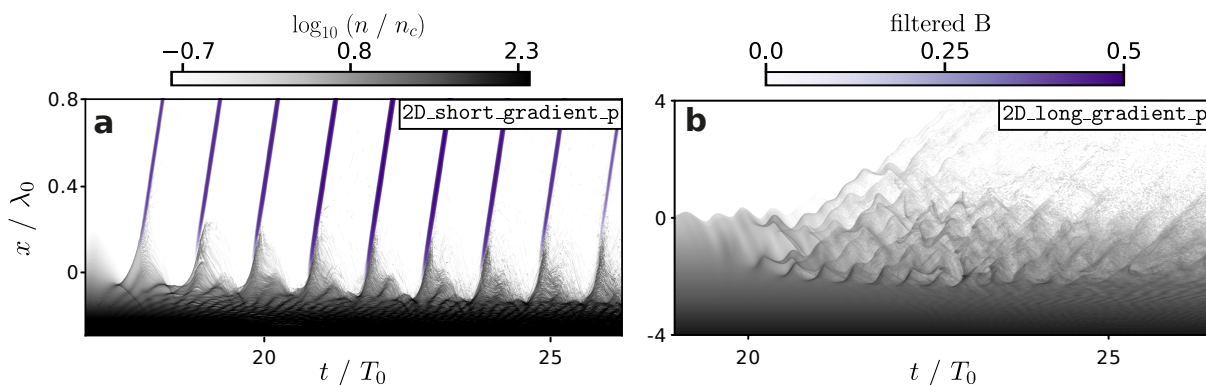 log₁₀ (n / n_c)
filtered B
−0.7 0.8 2.3
0.0 0.25 0.5
a
2D_short_gradient_p
b
2D_long_gradient_p
0.8
0.4
0
x / λ₀
4
0
-4
20 25
20 25
t / T₀
t / T₀